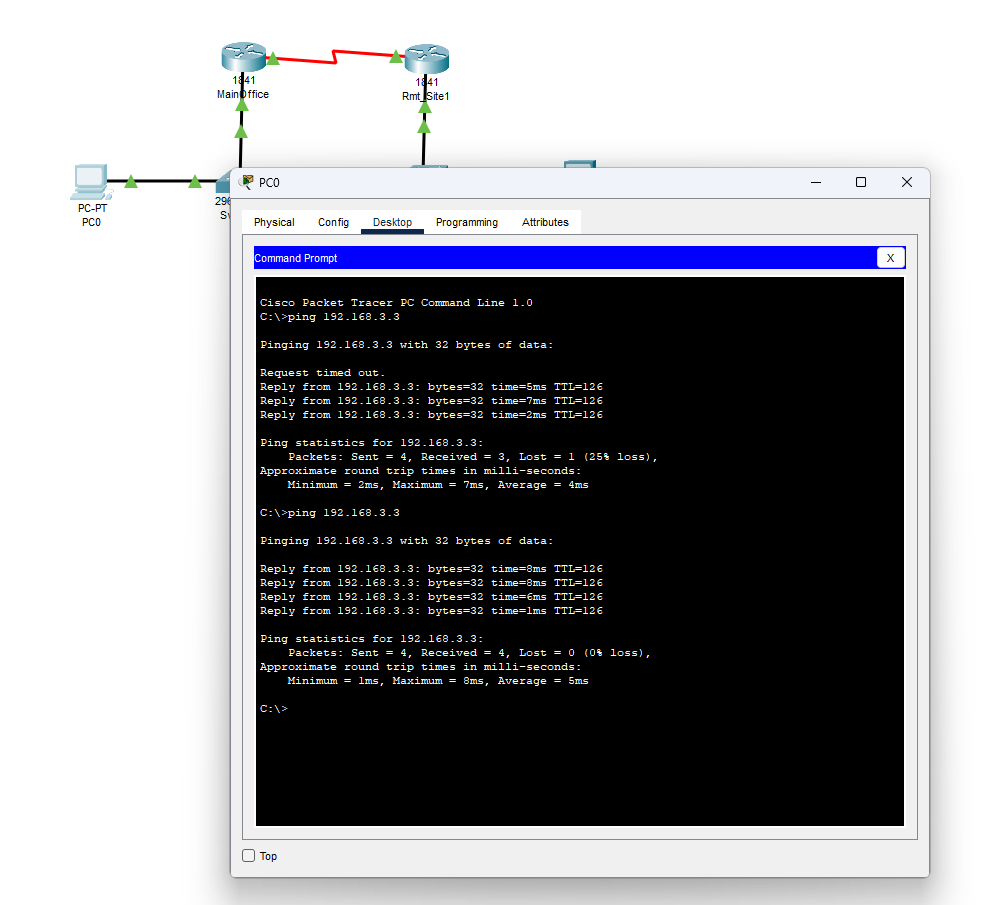 1841
MainOffice
1841
Rmt_Site1
PC-PT
PC0
PC0
Physical Config Desktop Programming Attributes
Command Prompt
X
Cisco Packet Tracer PC Command Line 1.0
C:\>ping 192.168.3.3
Pinging 192.168.3.3 with 32 bytes of data:
Request timed out.
Reply from 192.168.3.3: bytes=32 time=5ms TTL=126
Reply from 192.168.3.3: bytes=32 time=7ms TTL=126
Reply from 192.168.3.3: bytes=32 time=2ms TTL=126
Ping statistics for 192.168.3.3:
Packets: Sent = 4, Received = 3, Lost = 1 (25% loss),
Approximate round trip times in milli-seconds:
Minimum = 2ms, Maximum = 7ms, Average = 4ms
C:\>ping 192.168.3.3
Pinging 192.168.3.3 with 32 bytes of data:
Reply from 192.168.3.3: bytes=32 time=8ms TTL=126
Reply from 192.168.3.3: bytes=32 time=8ms TTL=126
Reply from 192.168.3.3: bytes=32 time=6ms TTL=126
Reply from 192.168.3.3: bytes=32 time=1ms TTL=126
Ping statistics for 192.168.3.3:
Packets: Sent = 4, Received = 4, Lost = 0 (0% loss),
Approximate round trip times in milli-seconds:
Minimum = 1ms, Maximum = 8ms, Average = 5ms
C:\>
Top